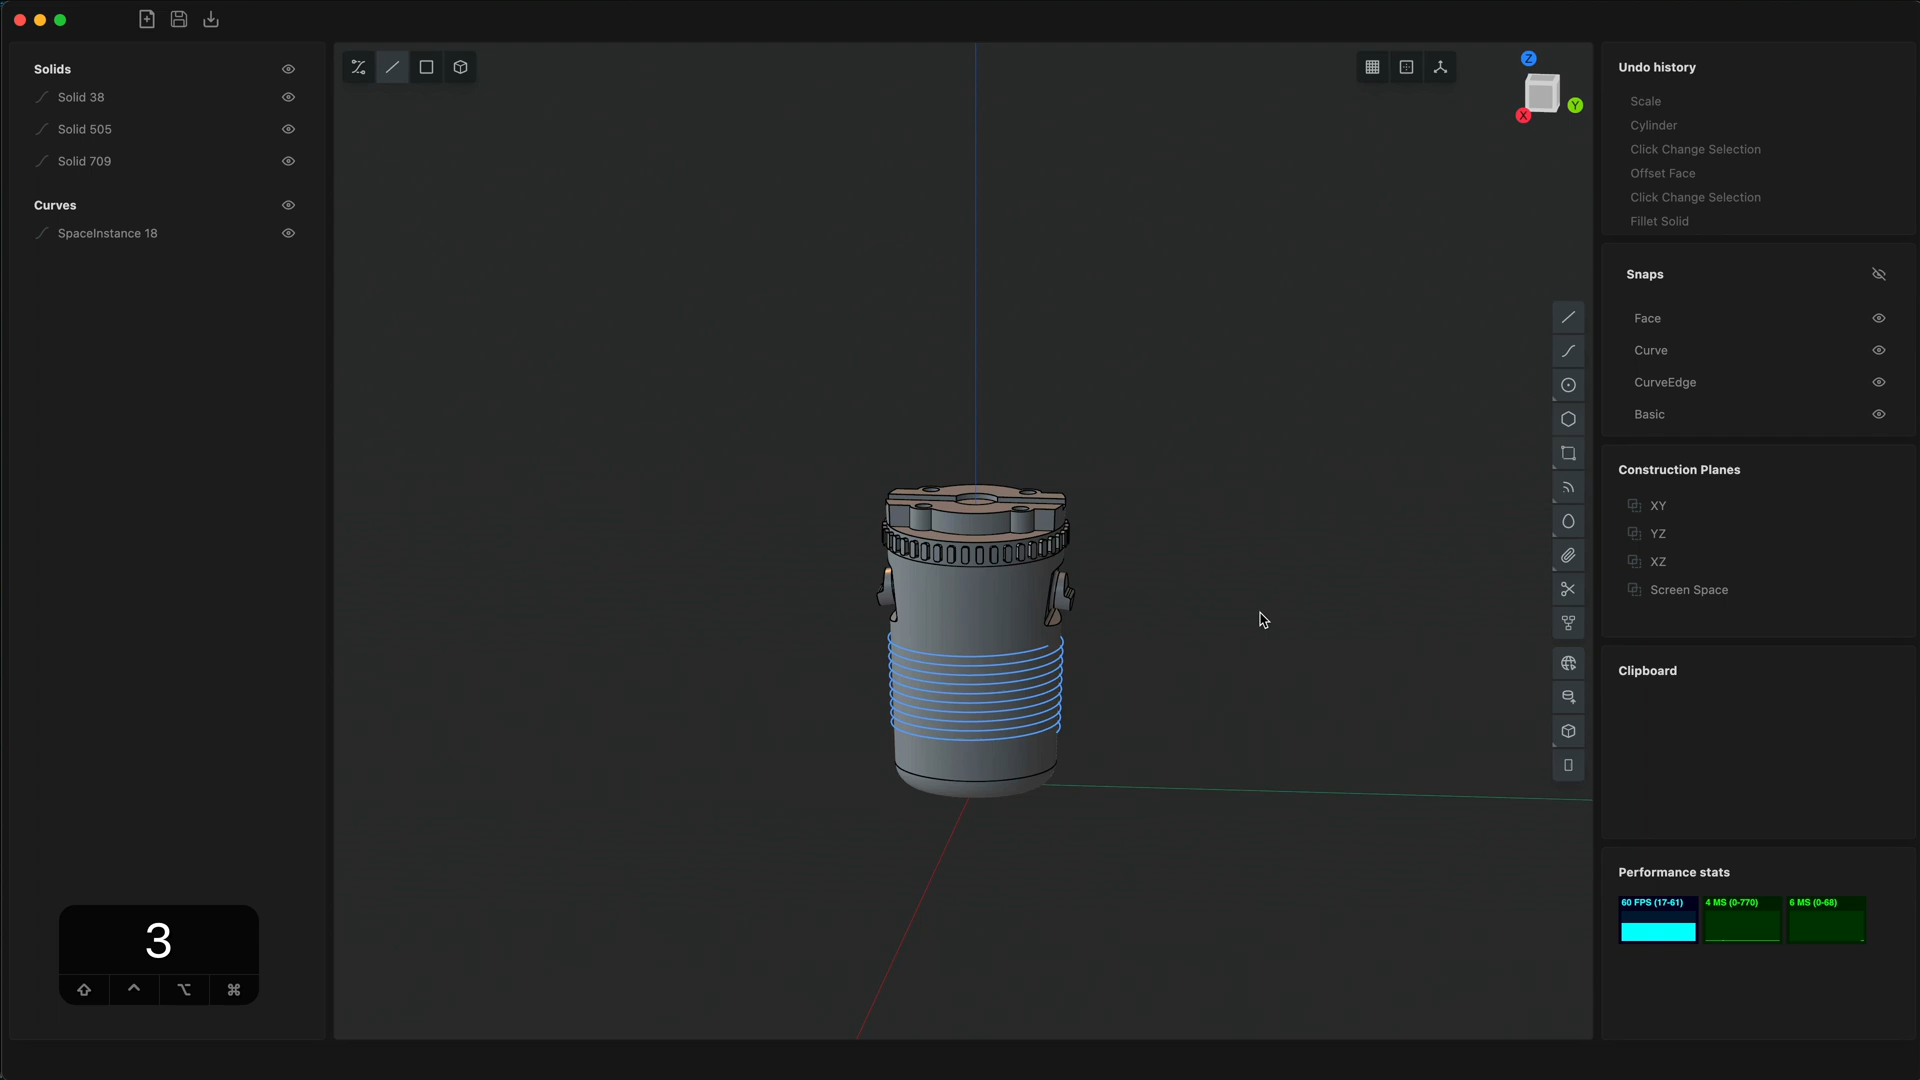 Solids
Solid 38
Solid 505
Solid 709
Curves
SpaceInstance 18
3
Z
Y
X
Undo history
Scale
Cylinder
Click Change Selection
Offset Face
Click Change Selection
Fillet Solid
Snaps
Face
Curve
CurveEdge
Basic
Construction Planes
XY
YZ
XZ
Screen Space
Clipboard
Performance stats
60 FPS (17-61)
4 MS (0-770)
6 MS (0-68)